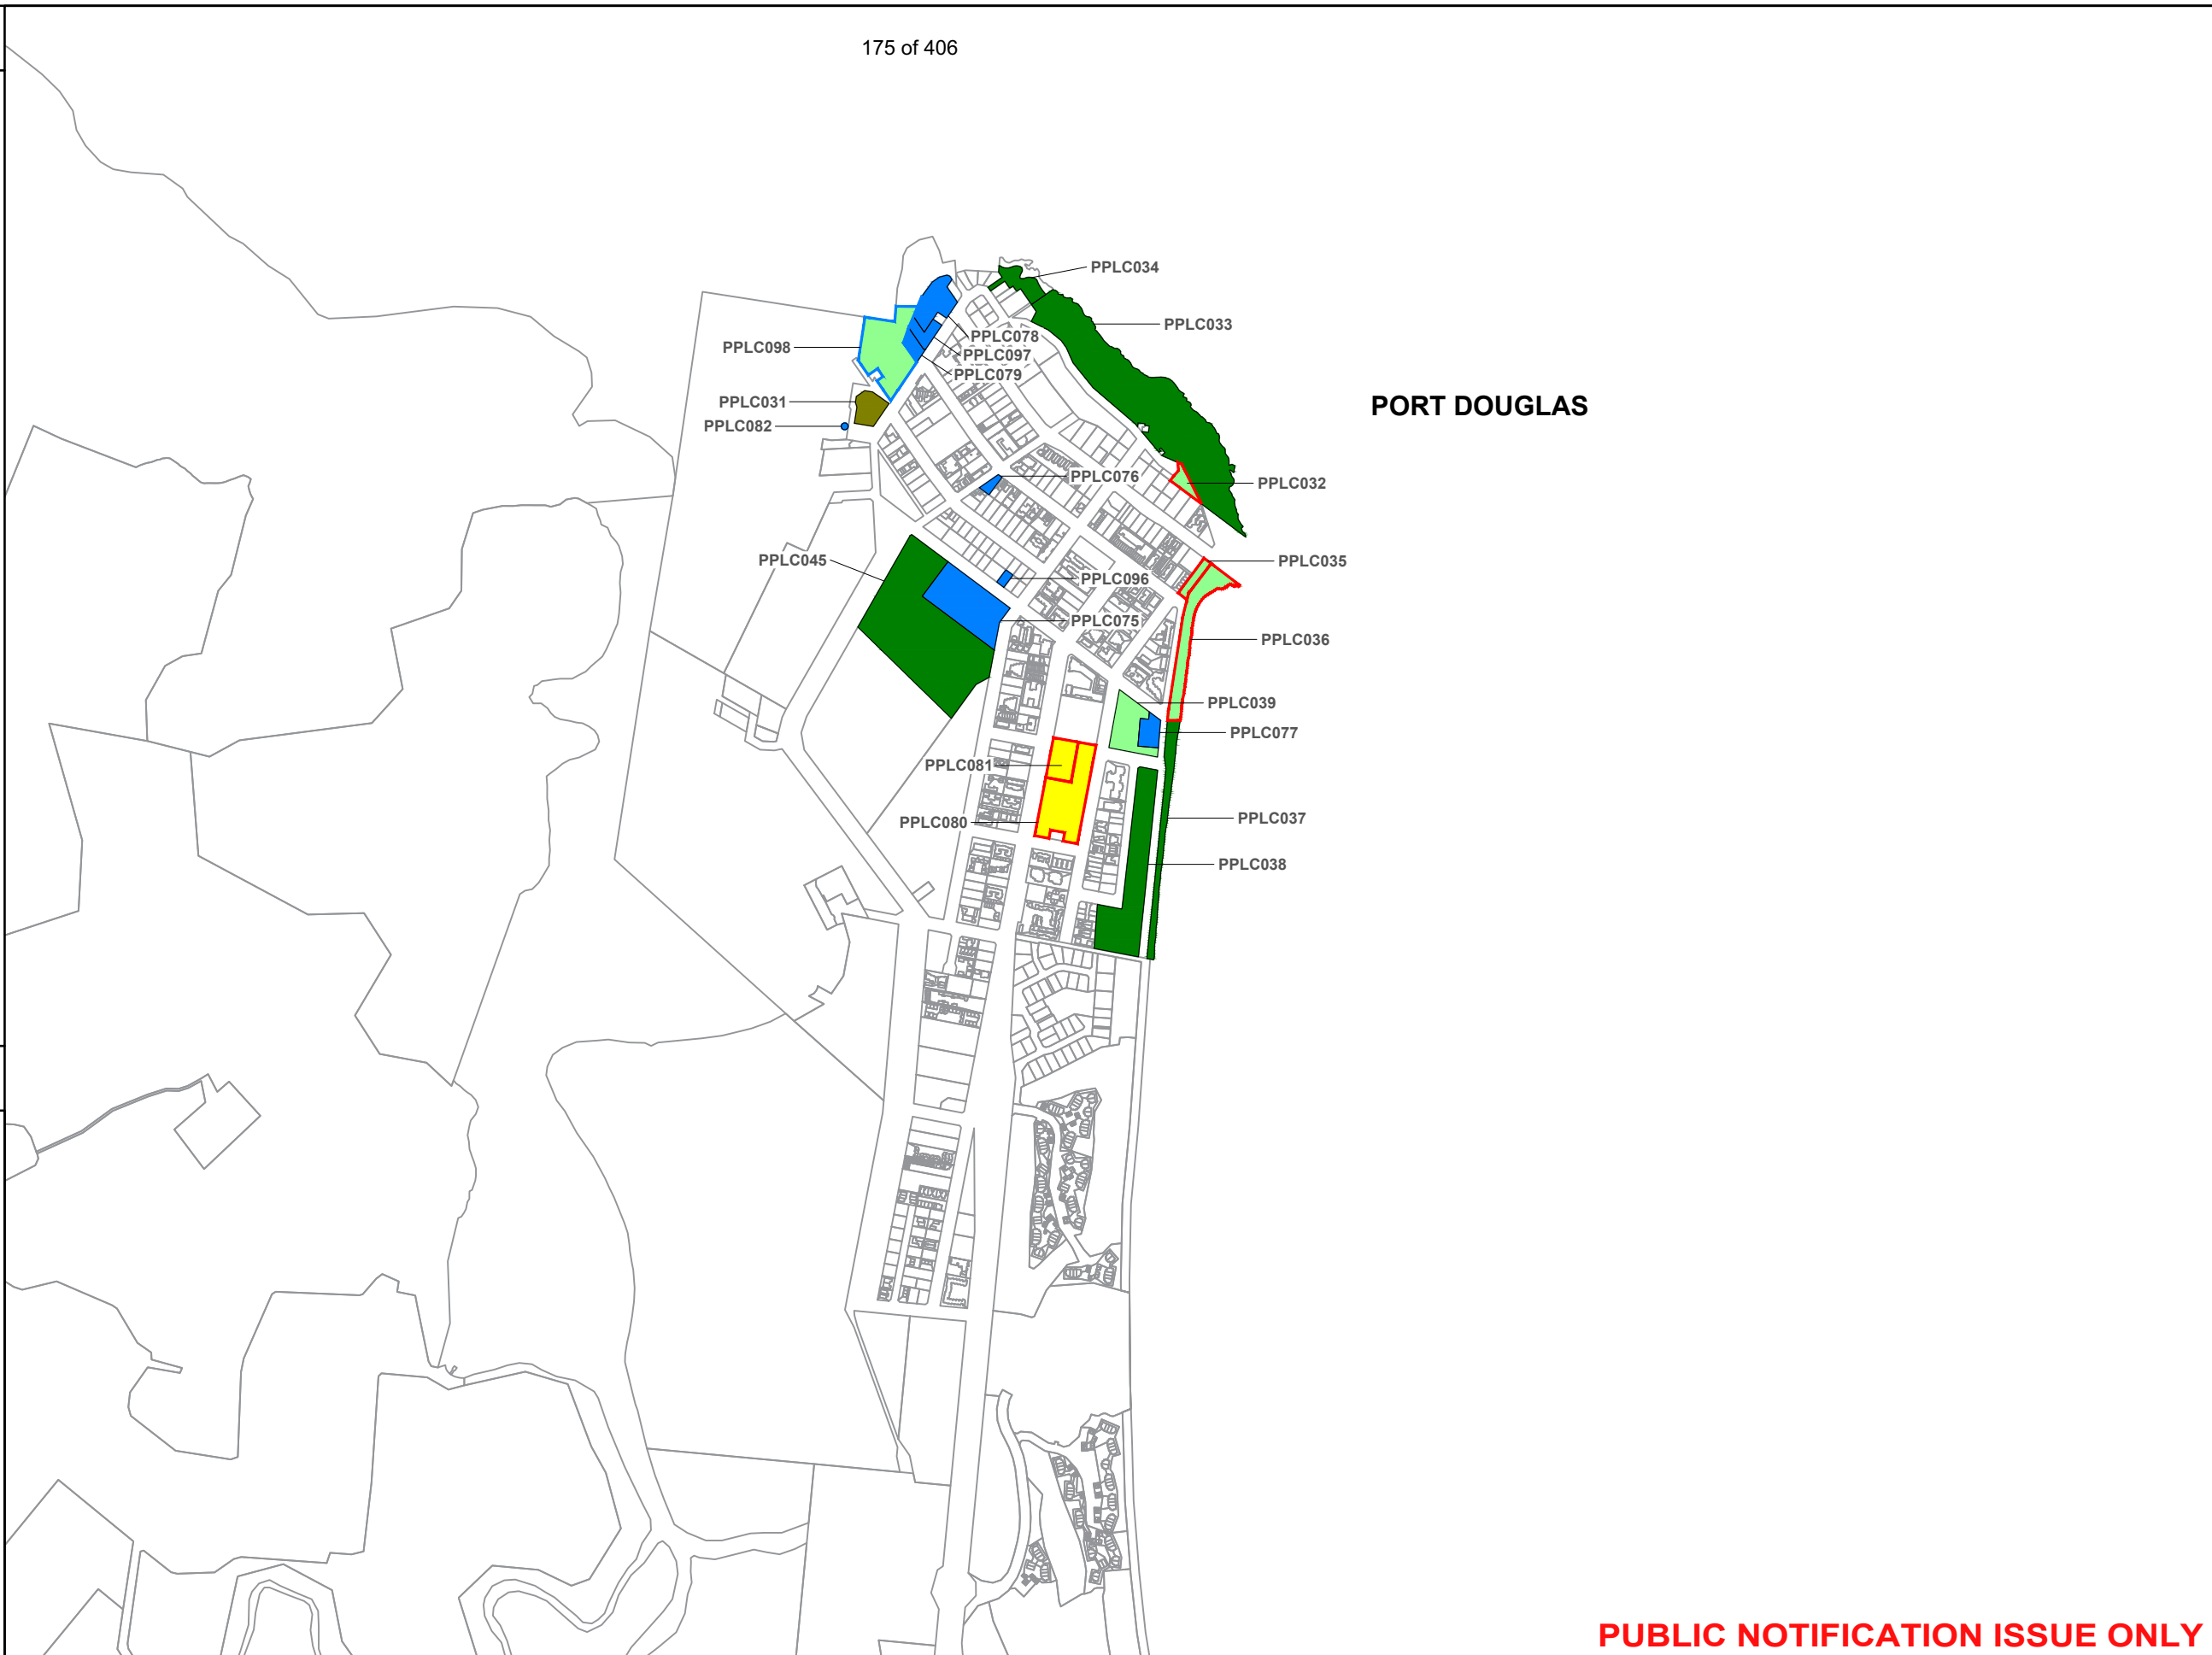 175 of 406
PPLC034
PPLC033
PPLC078
PPLC098
PPLC097
PPLC079
PPLC031
PORT DOUGLAS
PPLC082
PPLC076
PPLC032
PPLC045
PPLC035
PPLC096
PPLC075
PPLC036
PPLC039
PPLC077
PPLC081
PPLC037
PPLC080
PPLC038
PUBLIC NOTIFICATION ISSUE ONLY